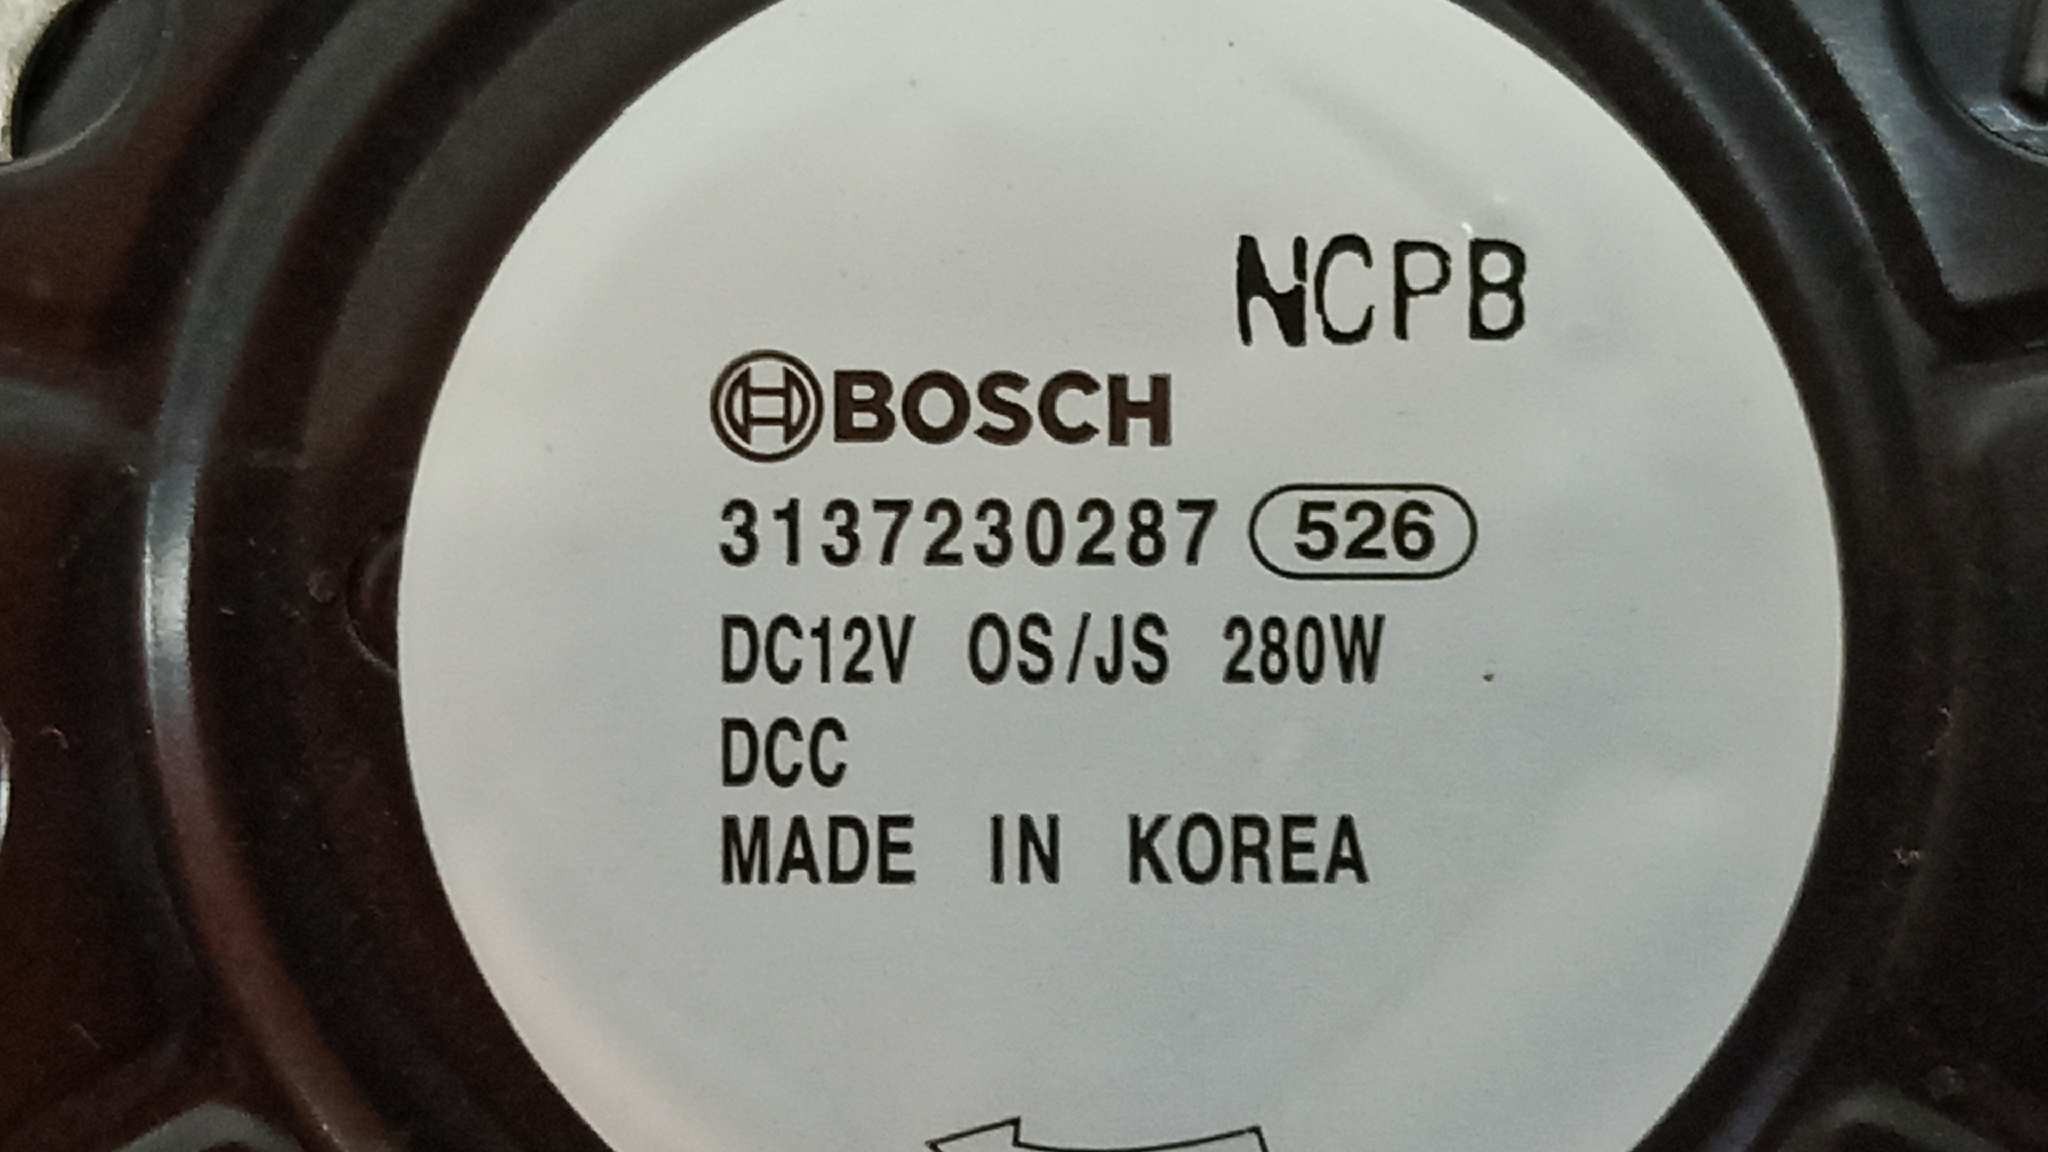 NCPB
BOSCH
3137230287 526
DC12V OS/JS 280W
DCC
MADE IN KOREA